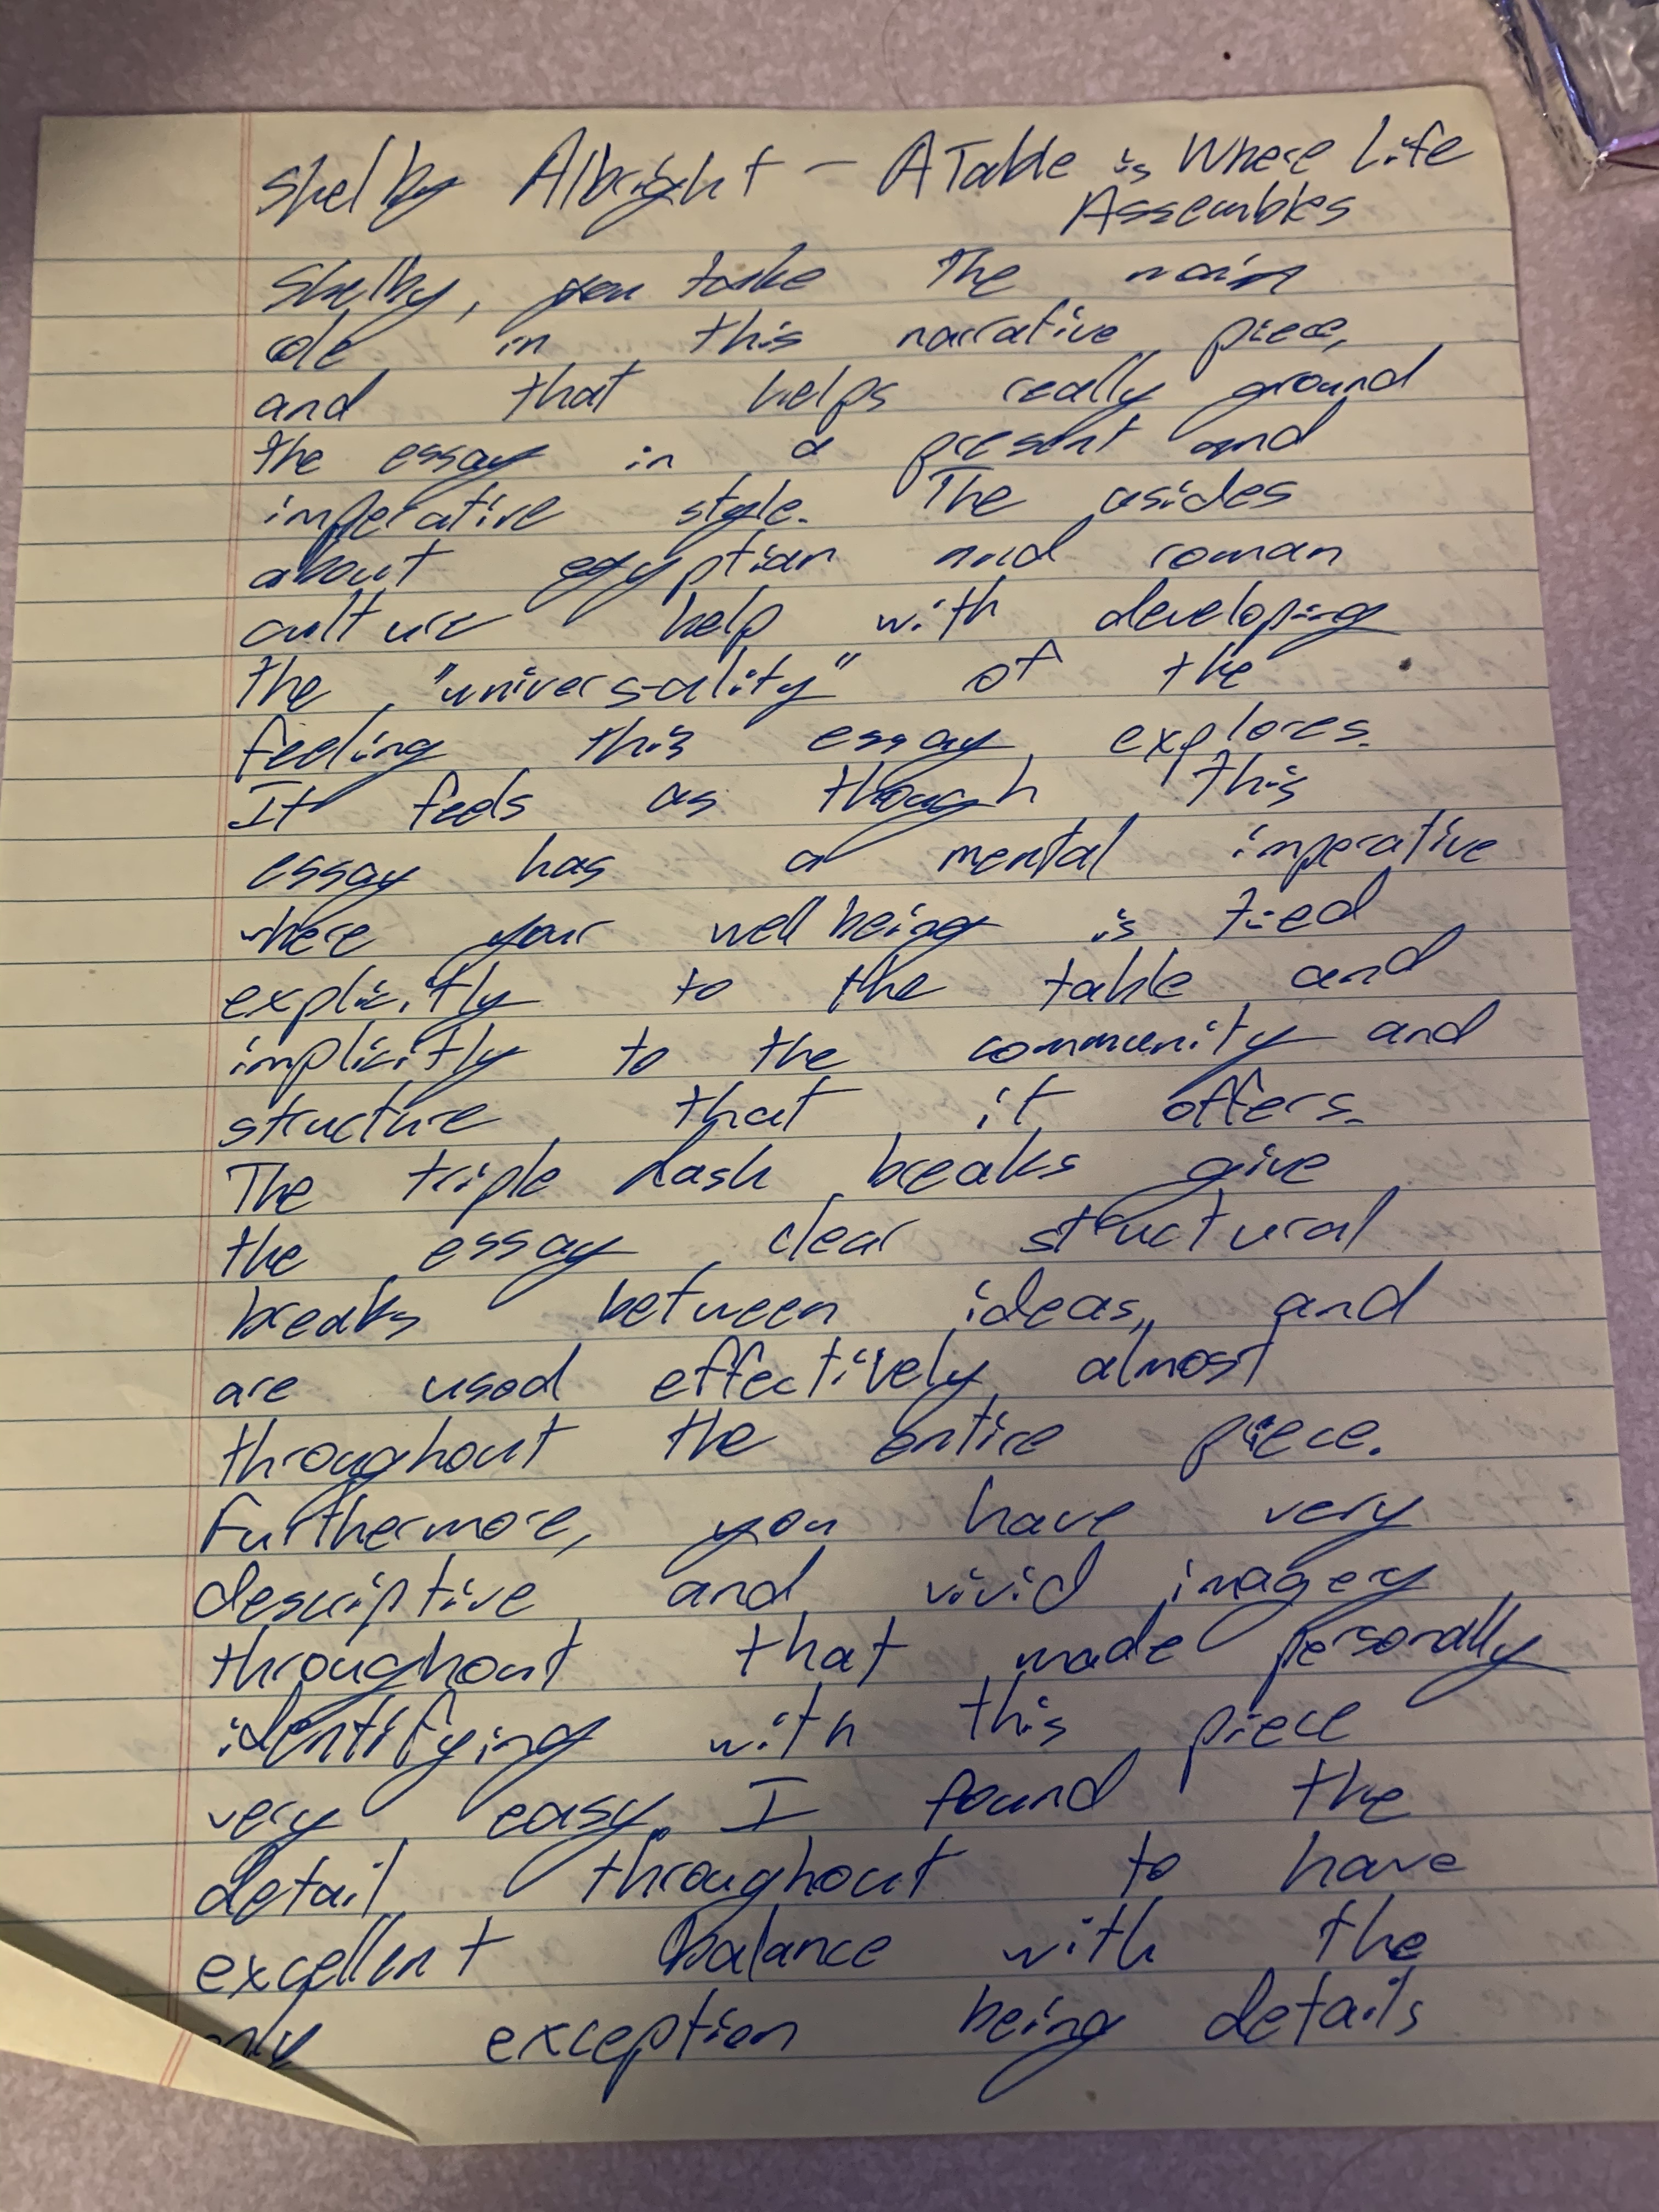 Shelby Albright - A Table is Where Life
Assembles
Shelby, you take the main
role in this narrative piece,
and that helps really ground
the essay in a present and
imperative style. The asides
about egyptian and roman
culture help with developing
the "universality" of the
feeling this essay explores.
It feels as though this
essay has a mental imperative
where your well being is tied
explicitly to the table and
implicitly to the community and
structure that it offers.
The triple dash breaks give
the essay clear structural
breaks between ideas, and
are used effectively almost
throughout the entire piece.
Furthermore, you have very
descriptive and vivid imagery
throughout that made personally
identifying with this piece
very easy. I found the
detail throughout to have
excellent balance with the
only exception being details